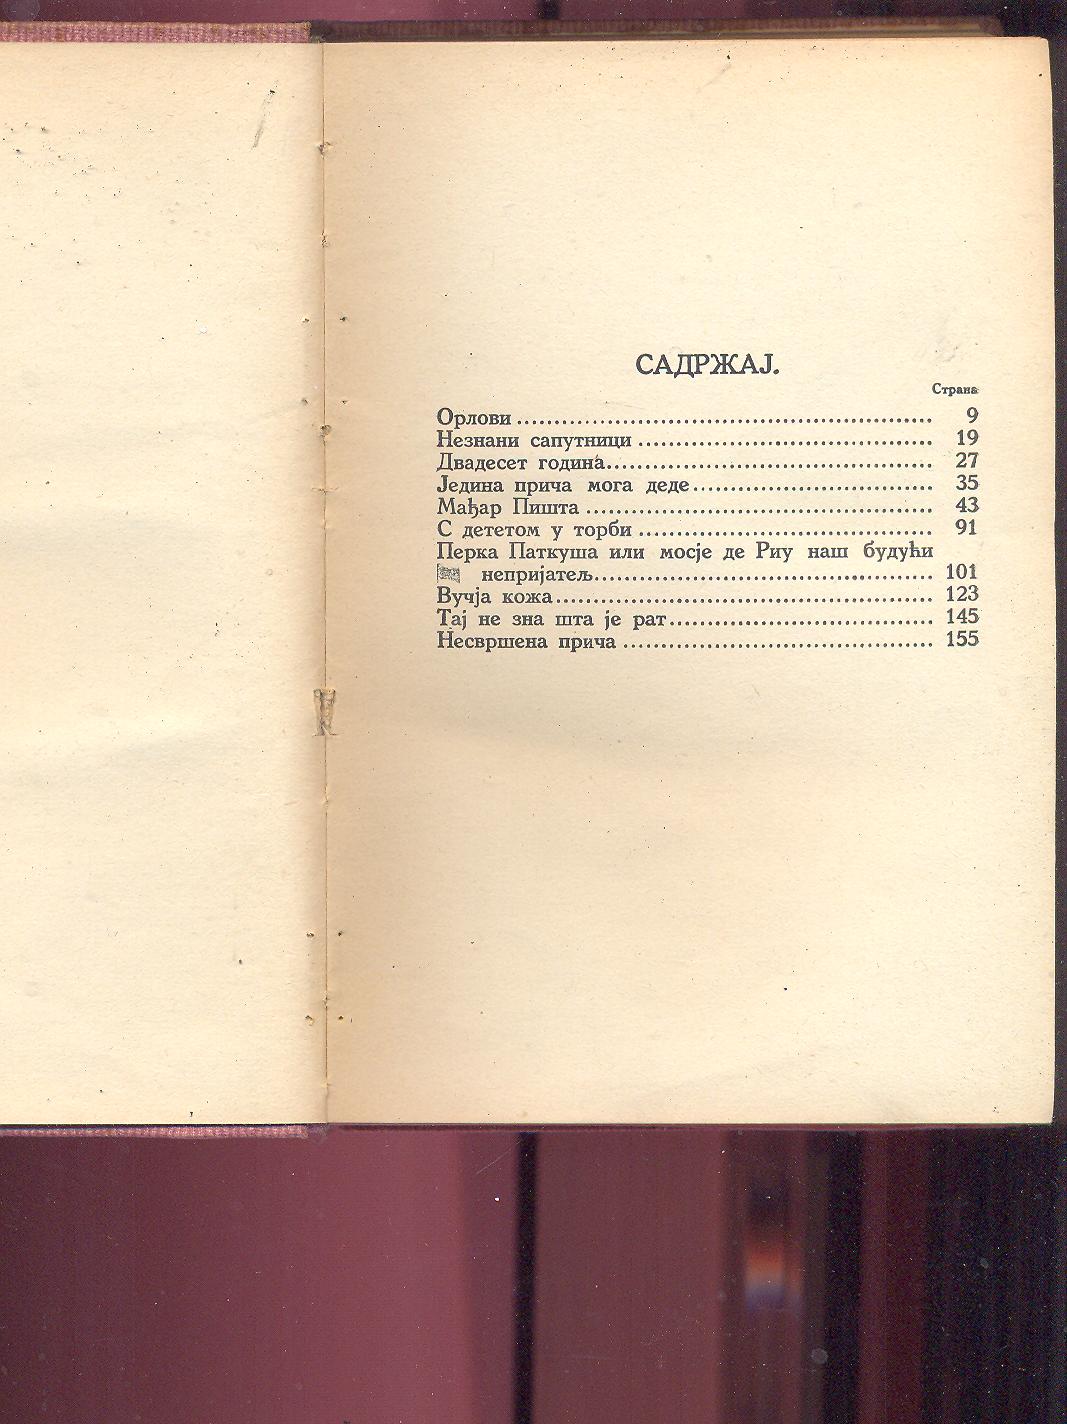 САДРЖАЈ.
Страна
Орлови ........................................................... 9
Незнани сапутници .......................................... 19
Двадесет година............................................... 27
Једина прича мога деде.................................. 35
Мађар Пишта .................................................. 43
С дететом у торби .......................................... 91
Перка Паткуша или мосје де Риу наш будући
непријатељ................................................ 101
Вучја кожа...................................................... 123
Тај не зна шта је рат...................................... 145
Несвршена прича ............................................ 155